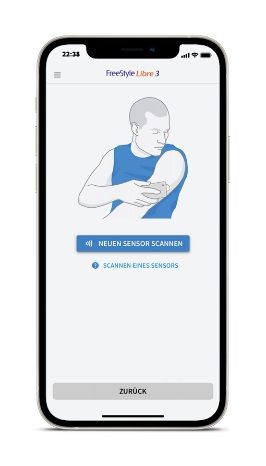 22:38
FreeStyle Libre 3
NEUEN SENSOR SCANNEN
? SCANNEN EINES SENSORS
ZURÜCK